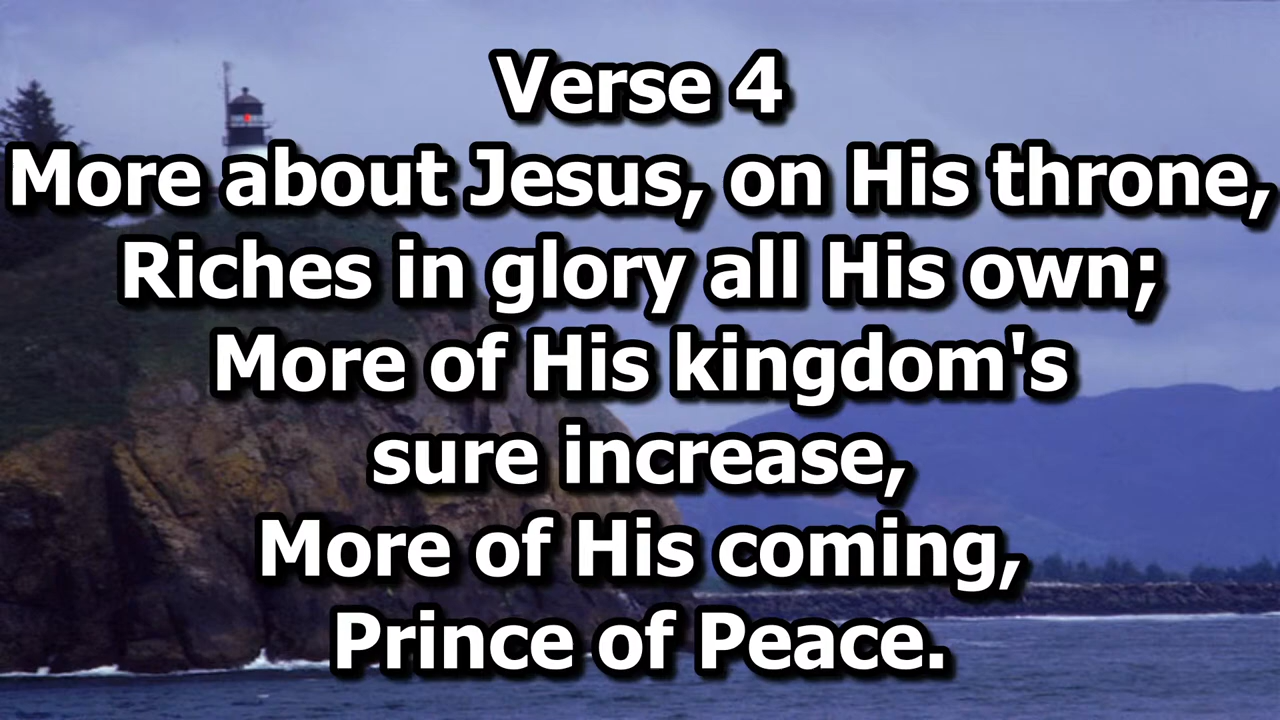 Verse 4
More about Jesus, on His throne,
Riches in glory all His own;
More of His kingdom's
sure increase,
More of His coming,
Prince of Peace.